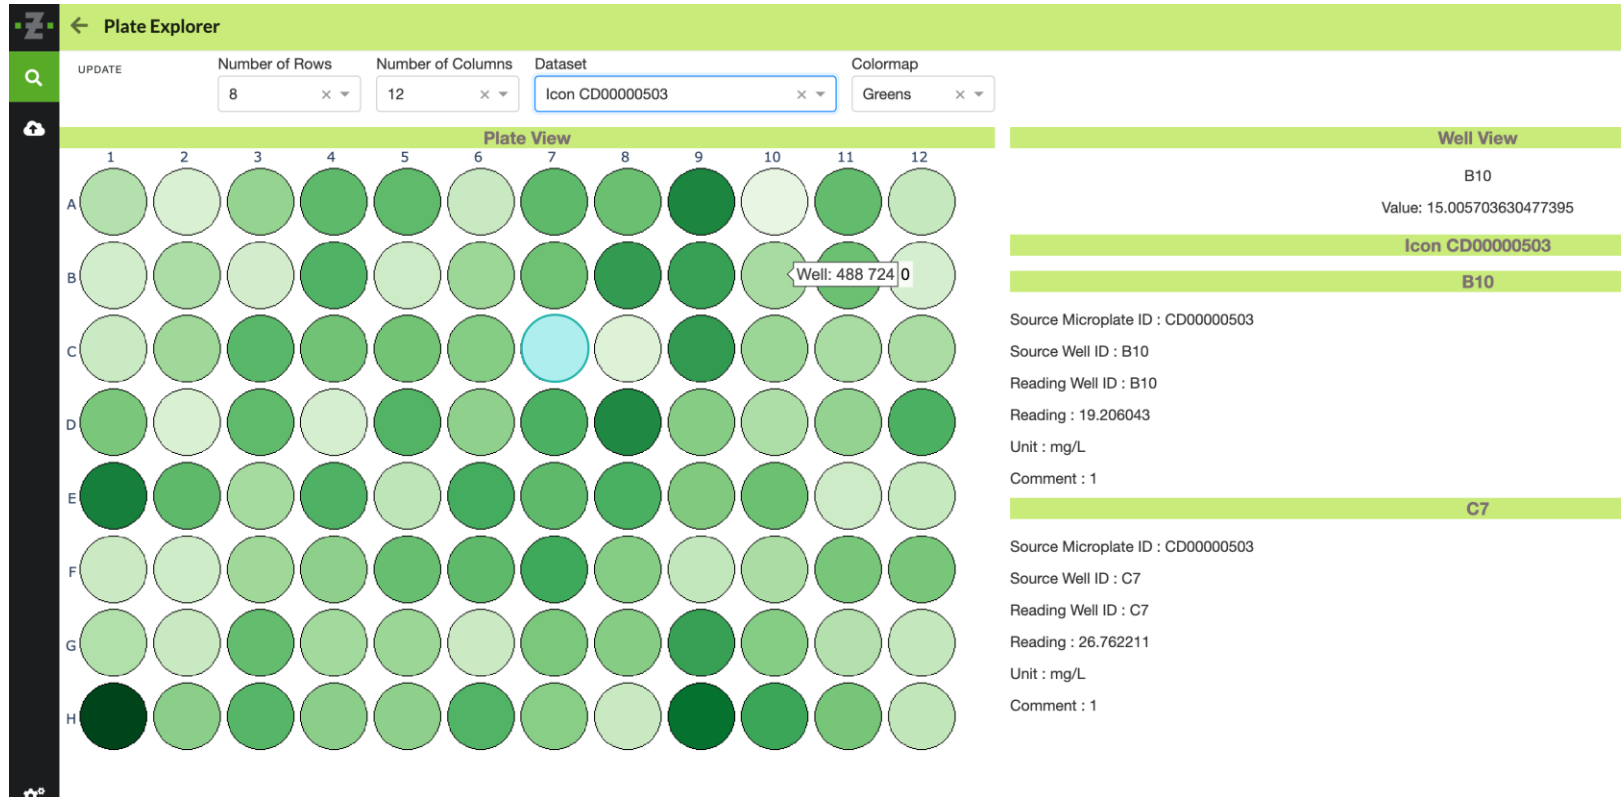 Z
Plate Explorer
UPDATE
Number of Rows
Number of Columns
Dataset
Colormap
8
12
Icon CD00000503
Greens
Plate View
1 2 3 4 5 6 7 8 9 10 11 12
A
B
Well: 488 724 0
C
D
E
F
G
H
Well View
B10
Value: 15.005703630477395
Icon CD00000503
B10
Source Microplate ID : CD00000503
Source Well ID : B10
Reading Well ID : B10
Reading : 19.206043
Unit : mg/L
Comment : 1
C7
Source Microplate ID : CD00000503
Source Well ID : C7
Reading Well ID : C7
Reading : 26.762211
Unit : mg/L
Comment : 1